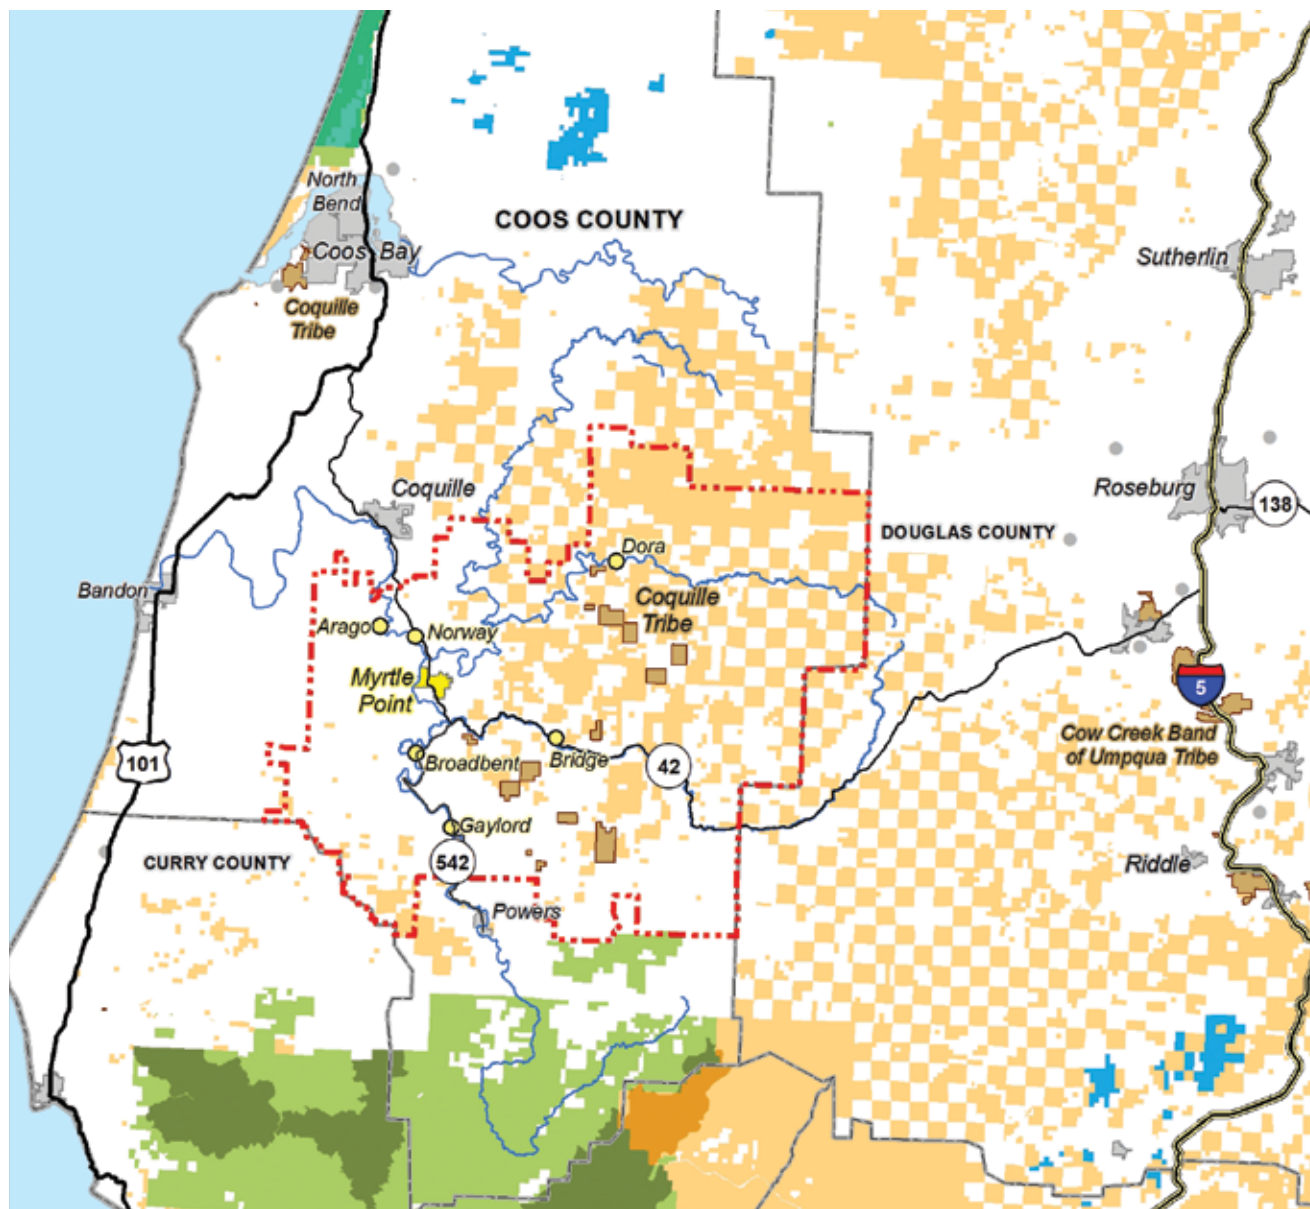 North
Bend
COOS COUNTY
Coos Bay
Sutherlin
Coquille
Tribe
Coquille
Roseburg
138
DOUGLAS COUNTY
Dora
Bandon
Coquille
Tribe
Arago
Norway
Myrtle
Point
5
Cow Creek Band
of Umpqua Tribe
101
Broadbent
Bridge
42
Gaylord
CURRY COUNTY
542
Riddle
Powers